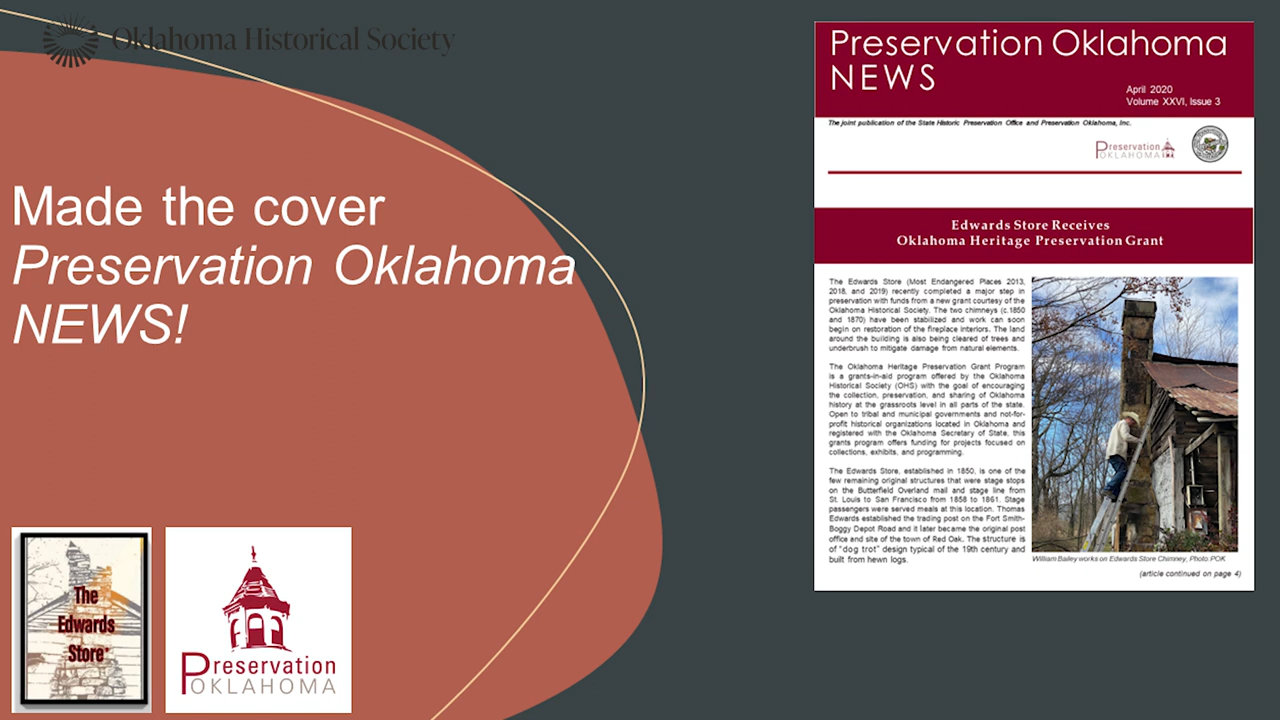 Oklahoma Historical Society
Made the cover
Preservation Oklahoma
NEWS!
The
Edwards
Store
Preservation
OKLAHOMA
Preservation Oklahoma
NEWS
April 2020
Volume XXVI, Issue 3
The joint publication of the State Historic Preservation Office and Preservation Oklahoma, Inc.
Preservation
OKLAHOMA
Edwards Store Receives
Oklahoma Heritage Preservation Grant
The Edwards Store (Most Endangered Places 2013,
2018, and 2019) recently completed a major step in
preservation with funds from a new grant courtesy of the
Oklahoma Historical Society. The two chimneys (c.1850
and 1870) have been stabilized and work can soon
begin on restoration of the fireplace interiors. The land
around the building is also being cleared of trees and
underbrush to mitigate damage from natural elements.
The Oklahoma Heritage Preservation Grant Program
is a grants-in-aid program offered by the Oklahoma
Historical Society (OHS) with the goal of encouraging
the collection, preservation, and sharing of Oklahoma
history at the grassroots level in all parts of the state.
Open to tribal and municipal governments and not-for-
profit historical organizations located in Oklahoma and
registered with the Oklahoma Secretary of State, this
grants program offers funding for projects focused on
collections, exhibits, and programming.
The Edwards Store, established in 1850, is one of the
few remaining original structures that were stage stops
on the Butterfield Overland mail and stage line from
St. Louis to San Francisco from 1858 to 1861. Stage
passengers were served meals at this location. Thomas
Edwards established the trading post on the Fort Smith-
Boggy Depot Road and it later became the original post
office and site of the town of Red Oak. The structure is
of "dog trot" design typical of the 19th century and
built from hewn logs.
William Bailey works on Edwards Store Chimney; Photo POK
(article continued on page 4)